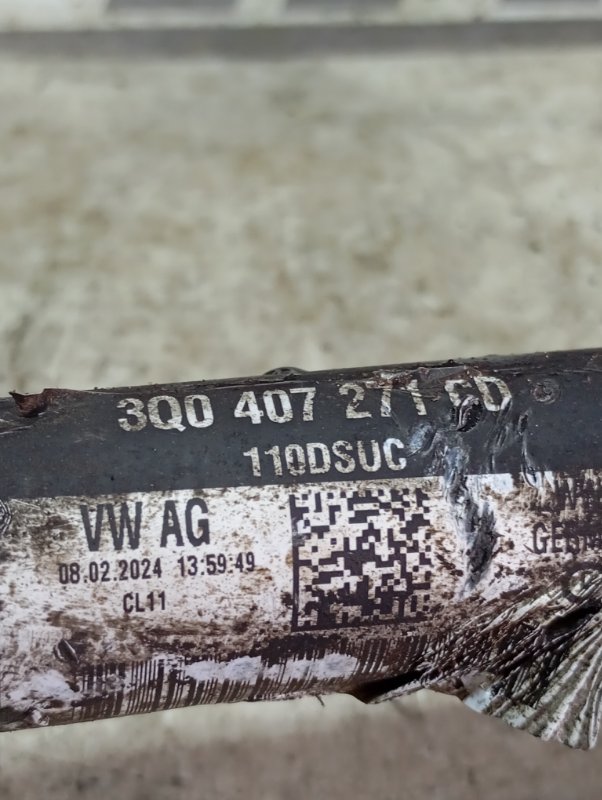 3Q0 407 271 CD
110DSUC
VW AG
08.02.2024 13:59:49
CL11